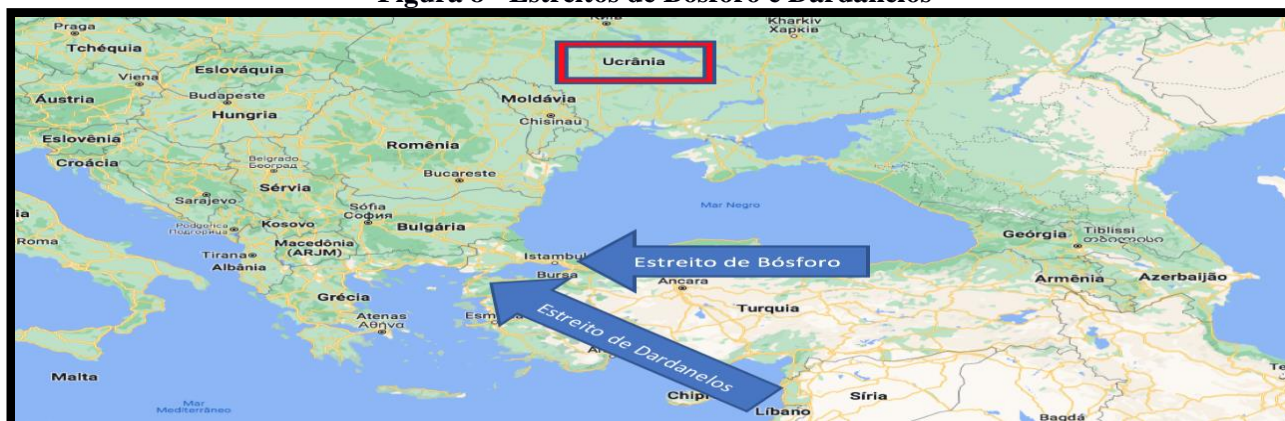 Figura 8 - Estreitos de Bósforo e Dardanelos
Praga
Tchéquia
Kharkiv
Харків
Ucrânia
Viena
Eslováquia
Áustria
Budapeste
Hungria
Moldávia
Chisinau
Eslovênia
Croácia
Romênia
Belgrado
Београд
Bucareste
Sérvia
Sarajevo
Sófia
София
Mar Negro
Podgorica
Подгорица
Kosovo
Bulgária
Roma
Macedônia
(ARJM)
Geórgia
Tiblíssi
თბილისი
Tirana
Albânia
Istambul
Estreito de Bósforo
Bursa
Ancara
Armênia
Azerbaijão
Grécia
Atenas
Αθήνα
Turquia
Estreito de Dardanelos
Malta
Mar
Mediterrâneo
Líbano
Síria
Bagdá